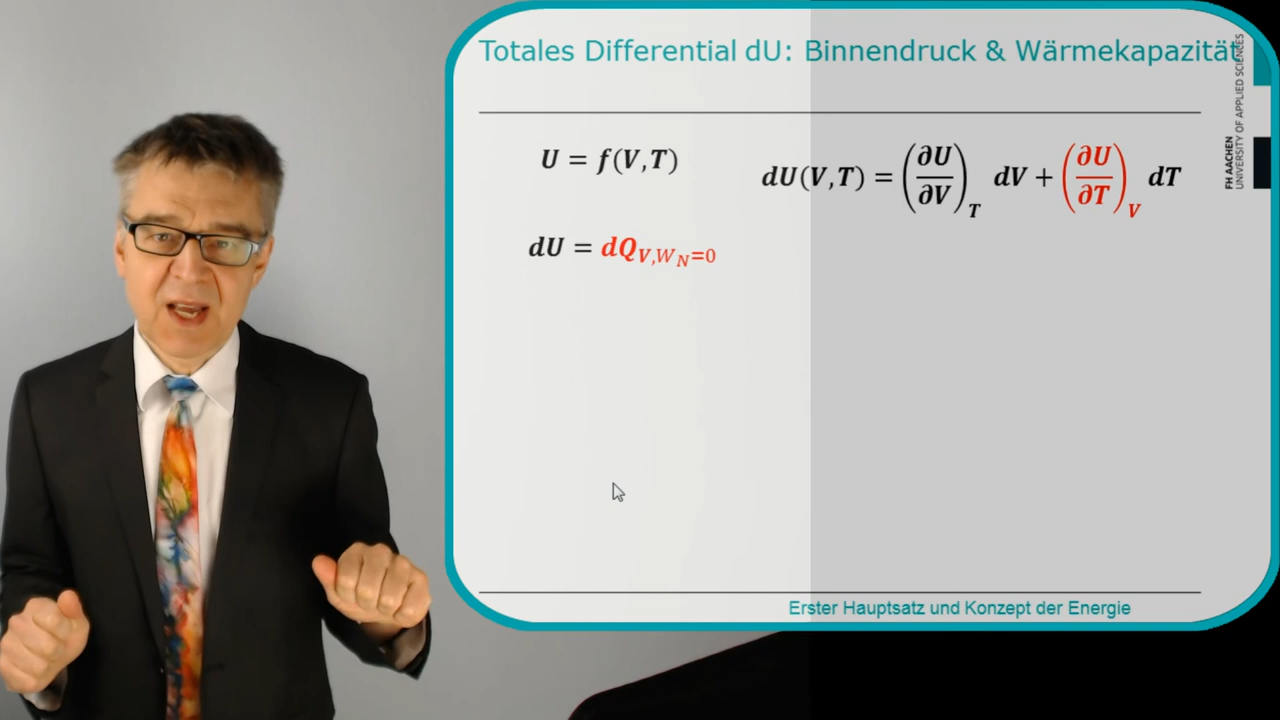 Totales Differential dU: Binnendruck & Wärmekapazität
U = f(V,T)
dU(V,T) = (∂U/∂V)_T dV + (∂U/∂T)_V dT
dU = dQ_{V,W_N=0}
Erster Hauptsatz und Konzept der Energie
FH AACHEN
UNIVERSITY OF APPLIED SCIENCES